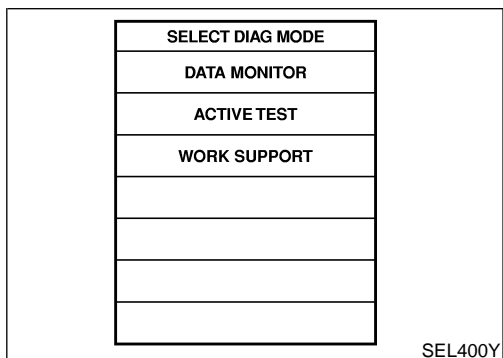 SELECT DIAG MODE
DATA MONITOR
ACTIVE TEST
WORK SUPPORT
SEL400Y